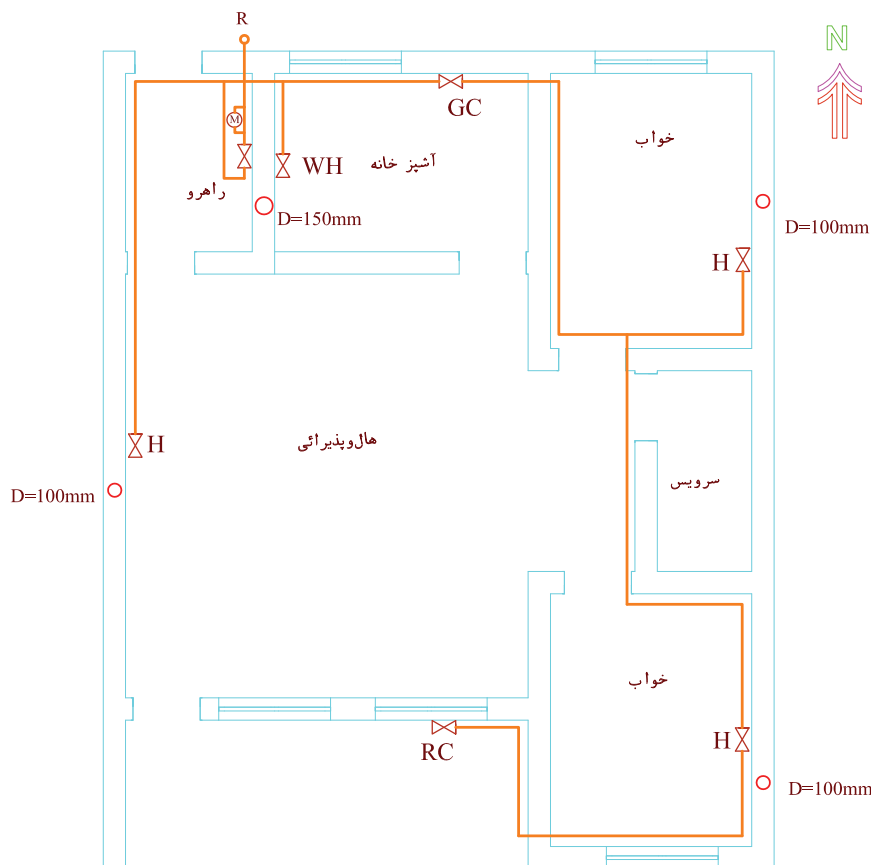 R
N
M
GC
خواب
WH
آشپز خانه
راهرو
D=150mm
D=100mm
H
H
هال‌وپذیرائی
سرویس
D=100mm
خواب
H
RC
D=100mm